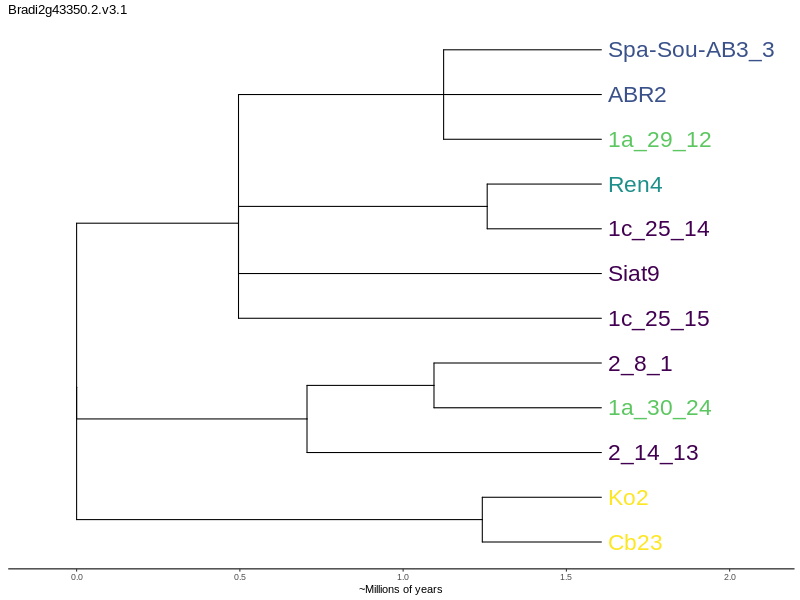 Bradi2g43350.2.v3.1
Spa-Sou-AB3_3
ABR2
1a_29_12
Ren4
1c_25_14
Siat9
1c_25_15
2_8_1
1a_30_24
2_14_13
Ko2
Cb23
0.0 0.5 1.0 1.5 2.0
~Millions of years